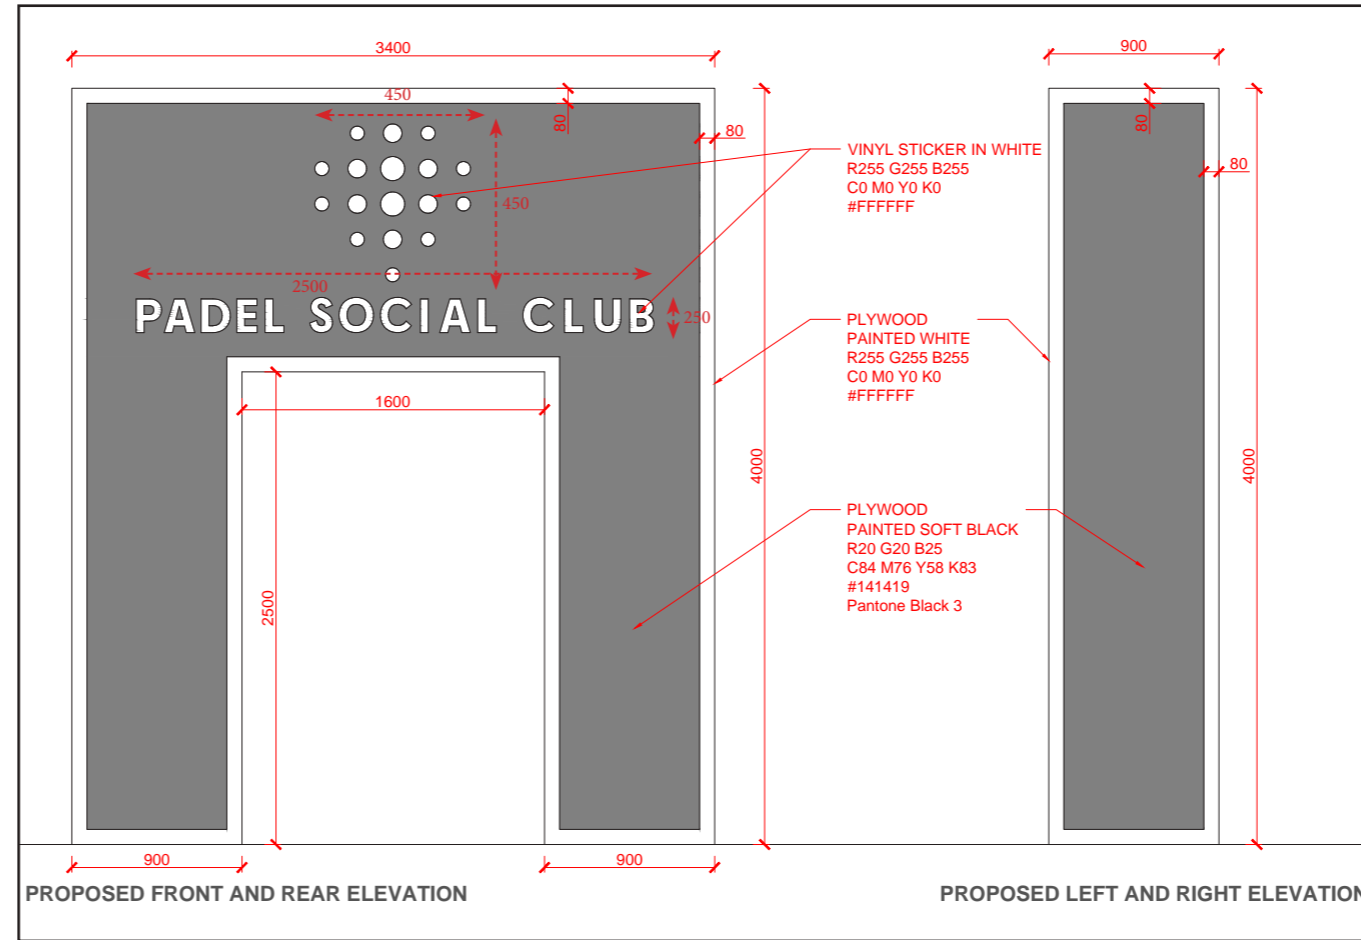 3400
900
450
80
80
80
80
VINYL STICKER IN WHITE
R255 G255 B255
C0 M0 Y0 K0
#FFFFFF
450
2500
PADEL SOCIAL CLUB
250
PLYWOOD
PAINTED WHITE
R255 G255 B255
C0 M0 Y0 K0
#FFFFFF
1600
4000
4000
PLYWOOD
PAINTED SOFT BLACK
R20 G20 B25
C84 M76 Y58 K83
#141419
Pantone Black 3
2500
900
900
PROPOSED FRONT AND REAR ELEVATION
PROPOSED LEFT AND RIGHT ELEVATION